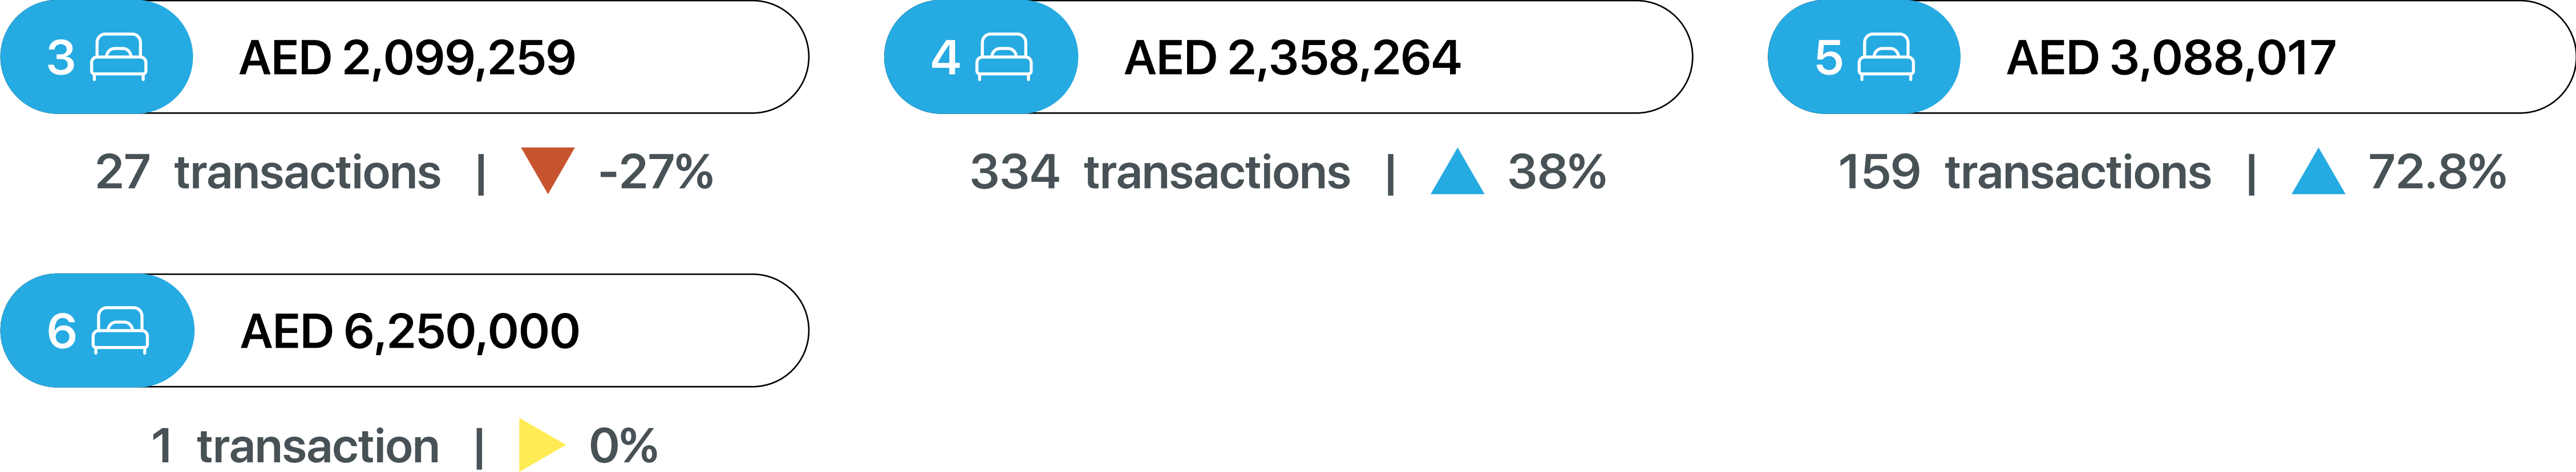 3 AED 2,099,259
27 transactions | -27%
4 AED 2,358,264
334 transactions | 38%
5 AED 3,088,017
159 transactions | 72.8%
6 AED 6,250,000
1 transaction | 0%